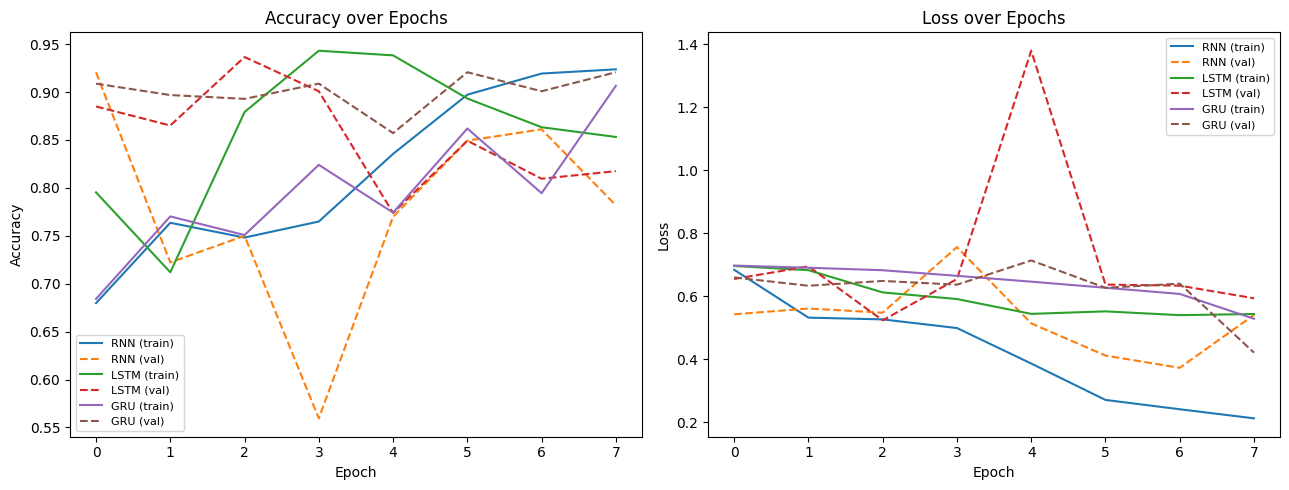 Accuracy over Epochs
Accuracy
0.95
0.90
0.85
0.80
0.75
0.70
0.65
0.60
0.55
RNN (train)
RNN (val)
LSTM (train)
LSTM (val)
GRU (train)
GRU (val)
0 1 2 3 4 5 6 7
Epoch
Loss over Epochs
Loss
1.4
1.2
1.0
0.8
0.6
0.4
0.2
RNN (train)
RNN (val)
LSTM (train)
LSTM (val)
GRU (train)
GRU (val)
0 1 2 3 4 5 6 7
Epoch